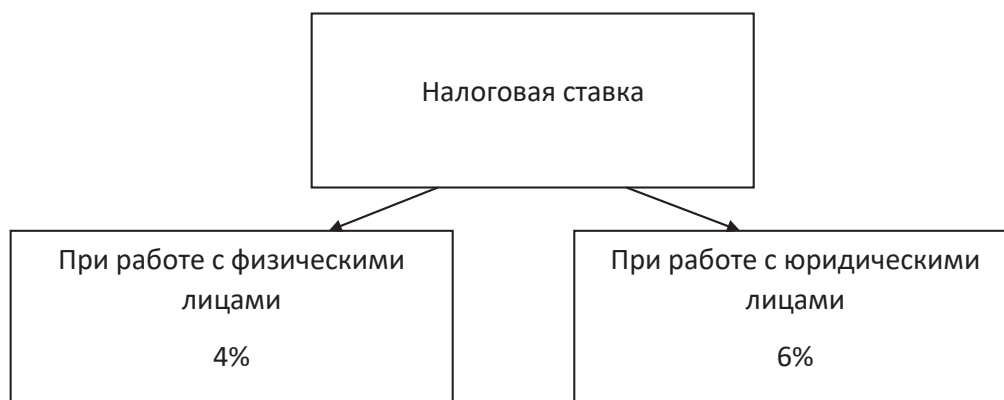 Налоговая ставка
При работе с физическими
лицами
4%
При работе с юридическими
лицами
6%